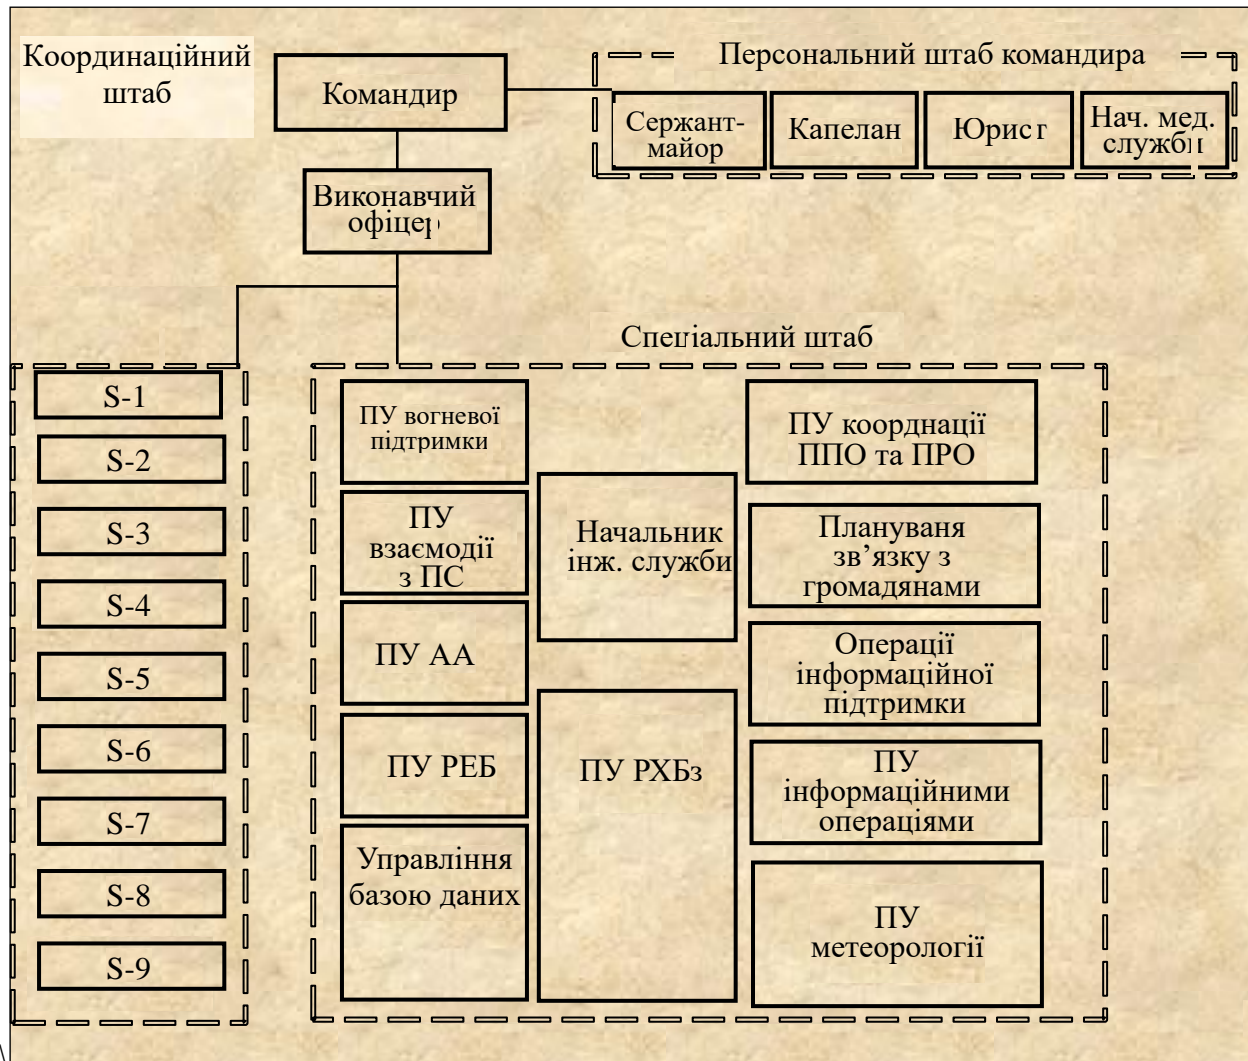 Координаційний
штаб
Командир
Персональний штаб командира
Сержант-
майор
Капелан
Юрист
Нач. мед.
служби
Виконавчий
офіцер
Спеціальний штаб
S-1
S-2
S-3
S-4
S-5
S-6
S-7
S-8
S-9
ПУ вогневої
підтримки
ПУ
взаємодії
з ПС
ПУ АА
ПУ РЕБ
Управління
базою даних
Начальник
інж. служби
ПУ РХБз
ПУ координації
ППО та ПРО
Плануваня
зв’язку з
громадянами
Операції
інформаційної
підтримки
ПУ
інформаційними
операціями
ПУ
метеорології